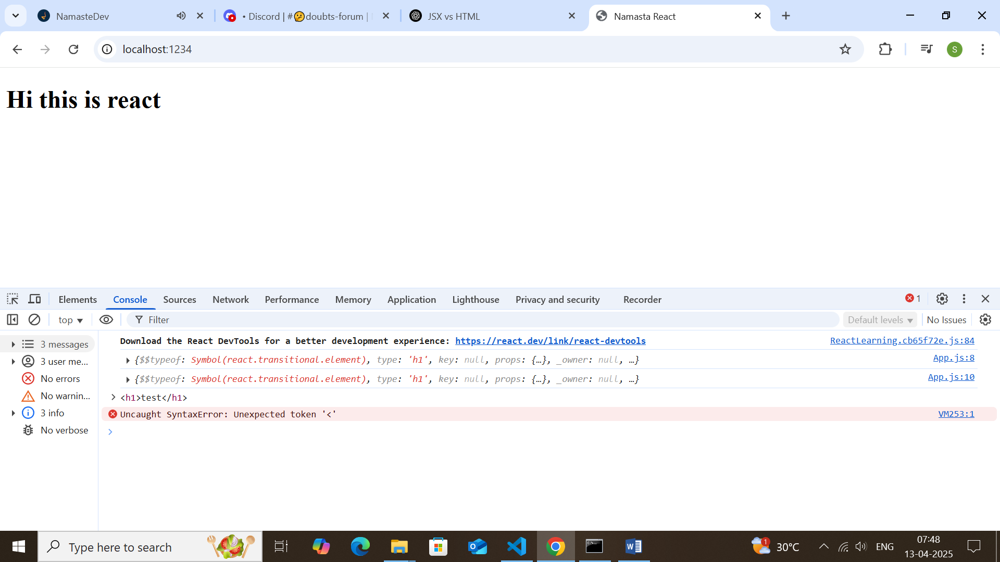 NamasteDev
• Discord | #🤔doubts-forum |
JSX vs HTML
Namasta React
localhost:1234
S
Hi this is react
Elements Console Sources Network Performance Memory Application Lighthouse Privacy and security Recorder 1
top ▼ Filter Default levels ▼ No Issues
3 messages
3 user me...
No errors
No warnin...
3 info
No verbose
Download the React DevTools for a better development experience: https://react.dev/link/react-devtools ReactLearning.cb65f72e.js:84
{$$typeof: Symbol(react.transitional.element), type: 'h1', key: null, props: {…}, _owner: null, …} App.js:8
{$$typeof: Symbol(react.transitional.element), type: 'h1', key: null, props: {…}, _owner: null, …} App.js:10
> <h1>test</h1>
Uncaught SyntaxError: Unexpected token '<' VM253:1
>
Type here to search
1
30°C
ENG
07:48
13-04-2025